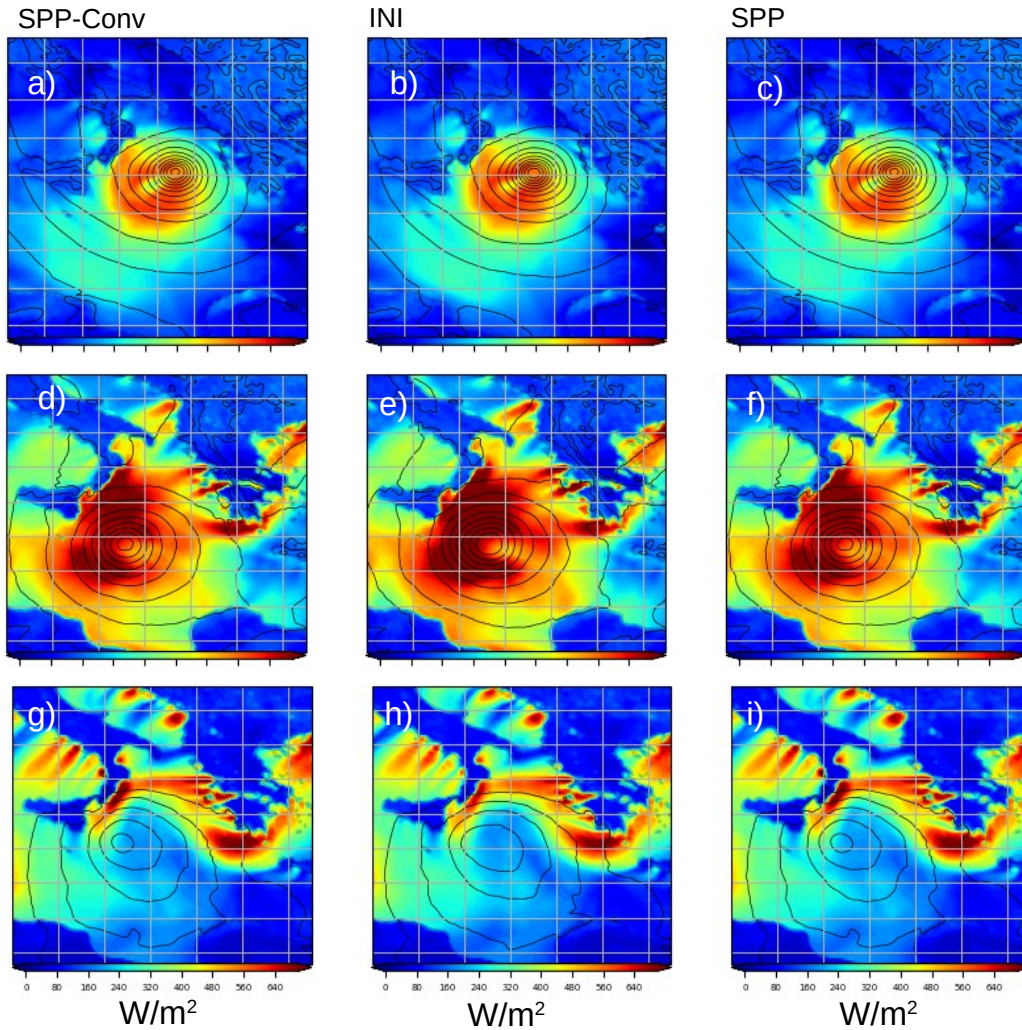 SPP-Conv INI SPP
a) b) c)
d) e) f)
g) h) i)
0 80 160 240 320 400 480 560 640 0 80 160 240 320 400 480 560 640 0 80 160 240 320 400 480 560 640
W/m² W/m² W/m²